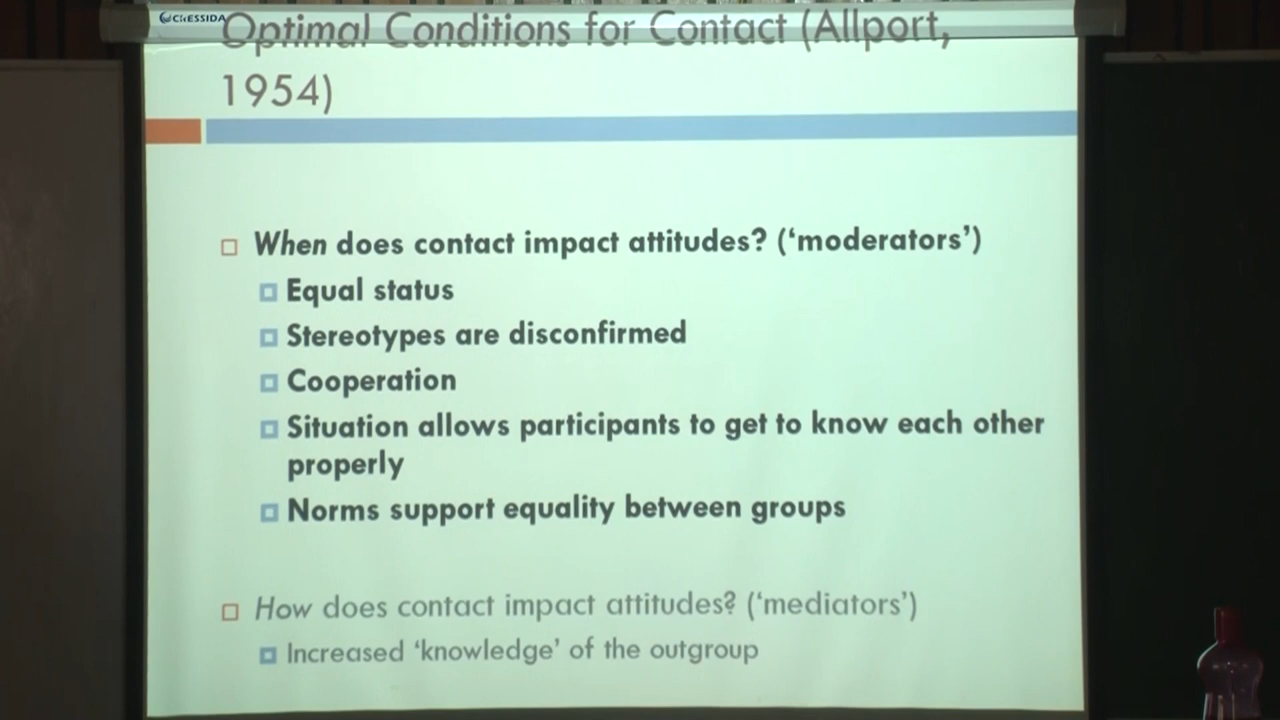 CRESSIDA
Optimal Conditions for Contact (Allport,
1954)
When does contact impact attitudes? (‘moderators’)
Equal status
Stereotypes are disconfirmed
Cooperation
Situation allows participants to get to know each other
properly
Norms support equality between groups
How does contact impact attitudes? (‘mediators’)
Increased ‘knowledge’ of the outgroup